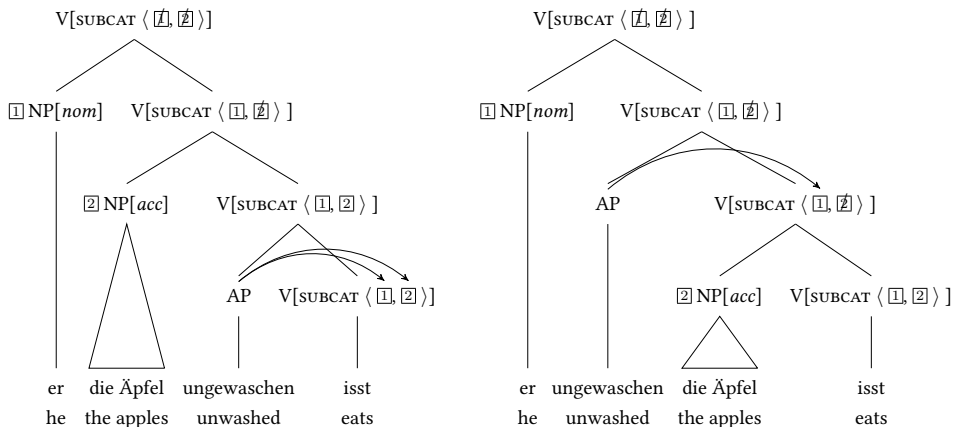 V[SUBCAT ⟨ 1̸, 2̸ ⟩]
1 NP[nom] V[SUBCAT ⟨ 1, 2̸ ⟩ ]
2 NP[acc] V[SUBCAT ⟨ 1, 2 ⟩ ]
AP V[SUBCAT ⟨ 1, 2 ⟩]
er die Äpfel ungewaschen isst
he the apples unwashed eats
V[SUBCAT ⟨ 1̸, 2̸ ⟩ ]
1 NP[nom] V[SUBCAT ⟨ 1, 2̸ ⟩ ]
AP V[SUBCAT ⟨ 1, 2̸ ⟩ ]
2 NP[acc] V[SUBCAT ⟨ 1, 2 ⟩ ]
er ungewaschen die Äpfel isst
he unwashed the apples eats